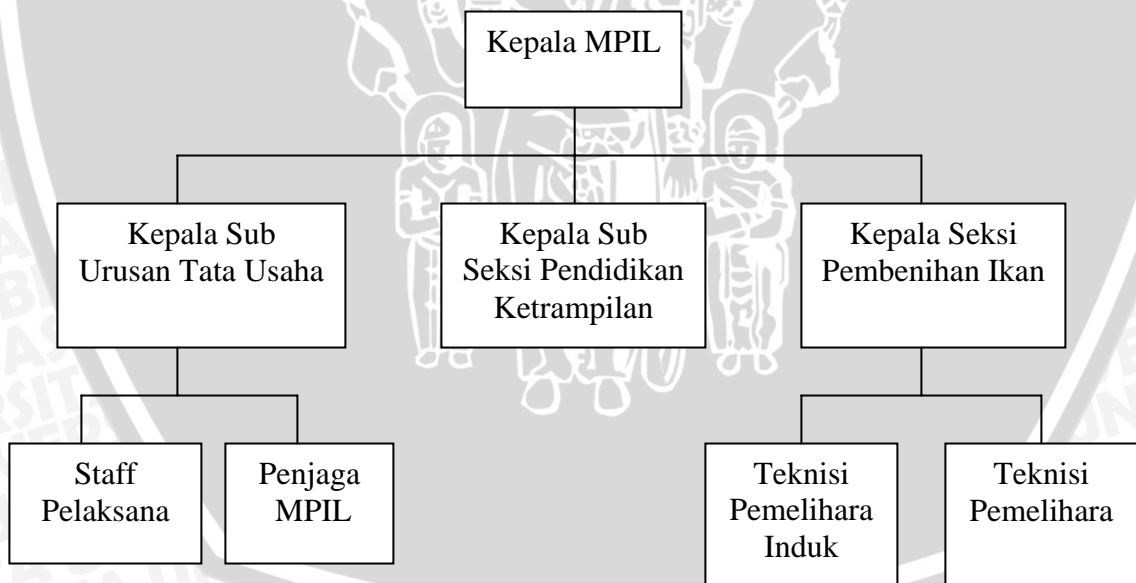 Kepala MPIL
Kepala Sub
Urusan Tata Usaha
Kepala Sub
Seksi Pendidikan
Ketrampilan
Kepala Seksi
Pembenihan Ikan
Staff
Pelaksana
Penjaga
MPIL
Teknisi
Pemelihara
Induk
Teknisi
Pemelihara